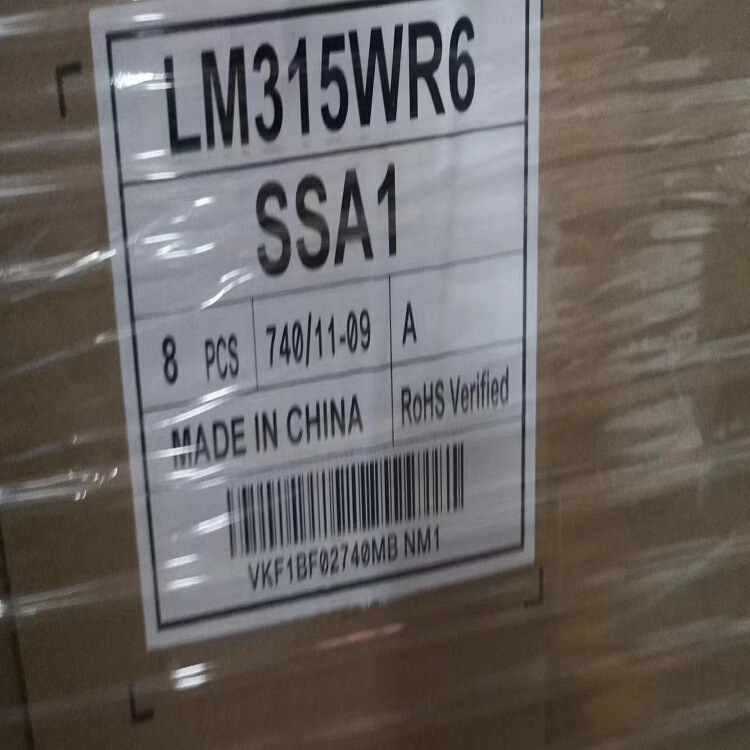 LM315WR6
SSA1
8 PCS 740/11-09 A
MADE IN CHINA RoHS Verified
VKF1BF02740MB NM1